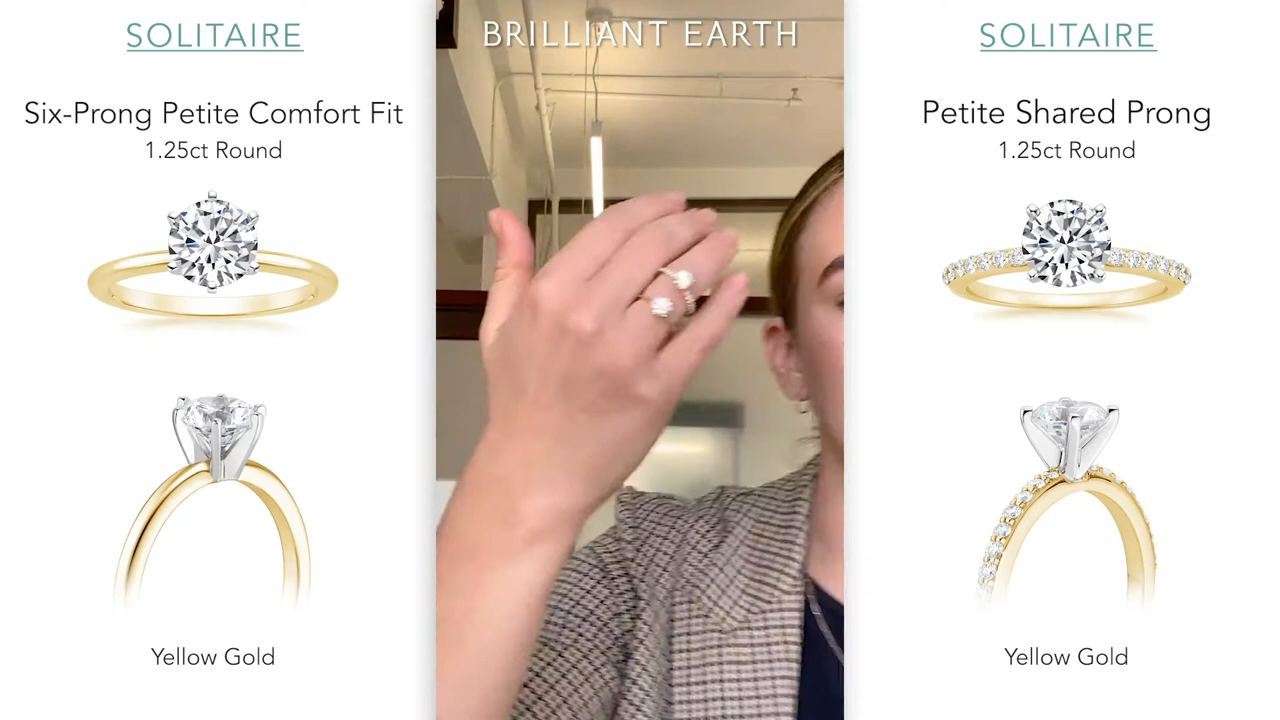 SOLITAIRE
Six-Prong Petite Comfort Fit
1.25ct Round
Yellow Gold
BRILLIANT EARTH
SOLITAIRE
Petite Shared Prong
1.25ct Round
Yellow Gold